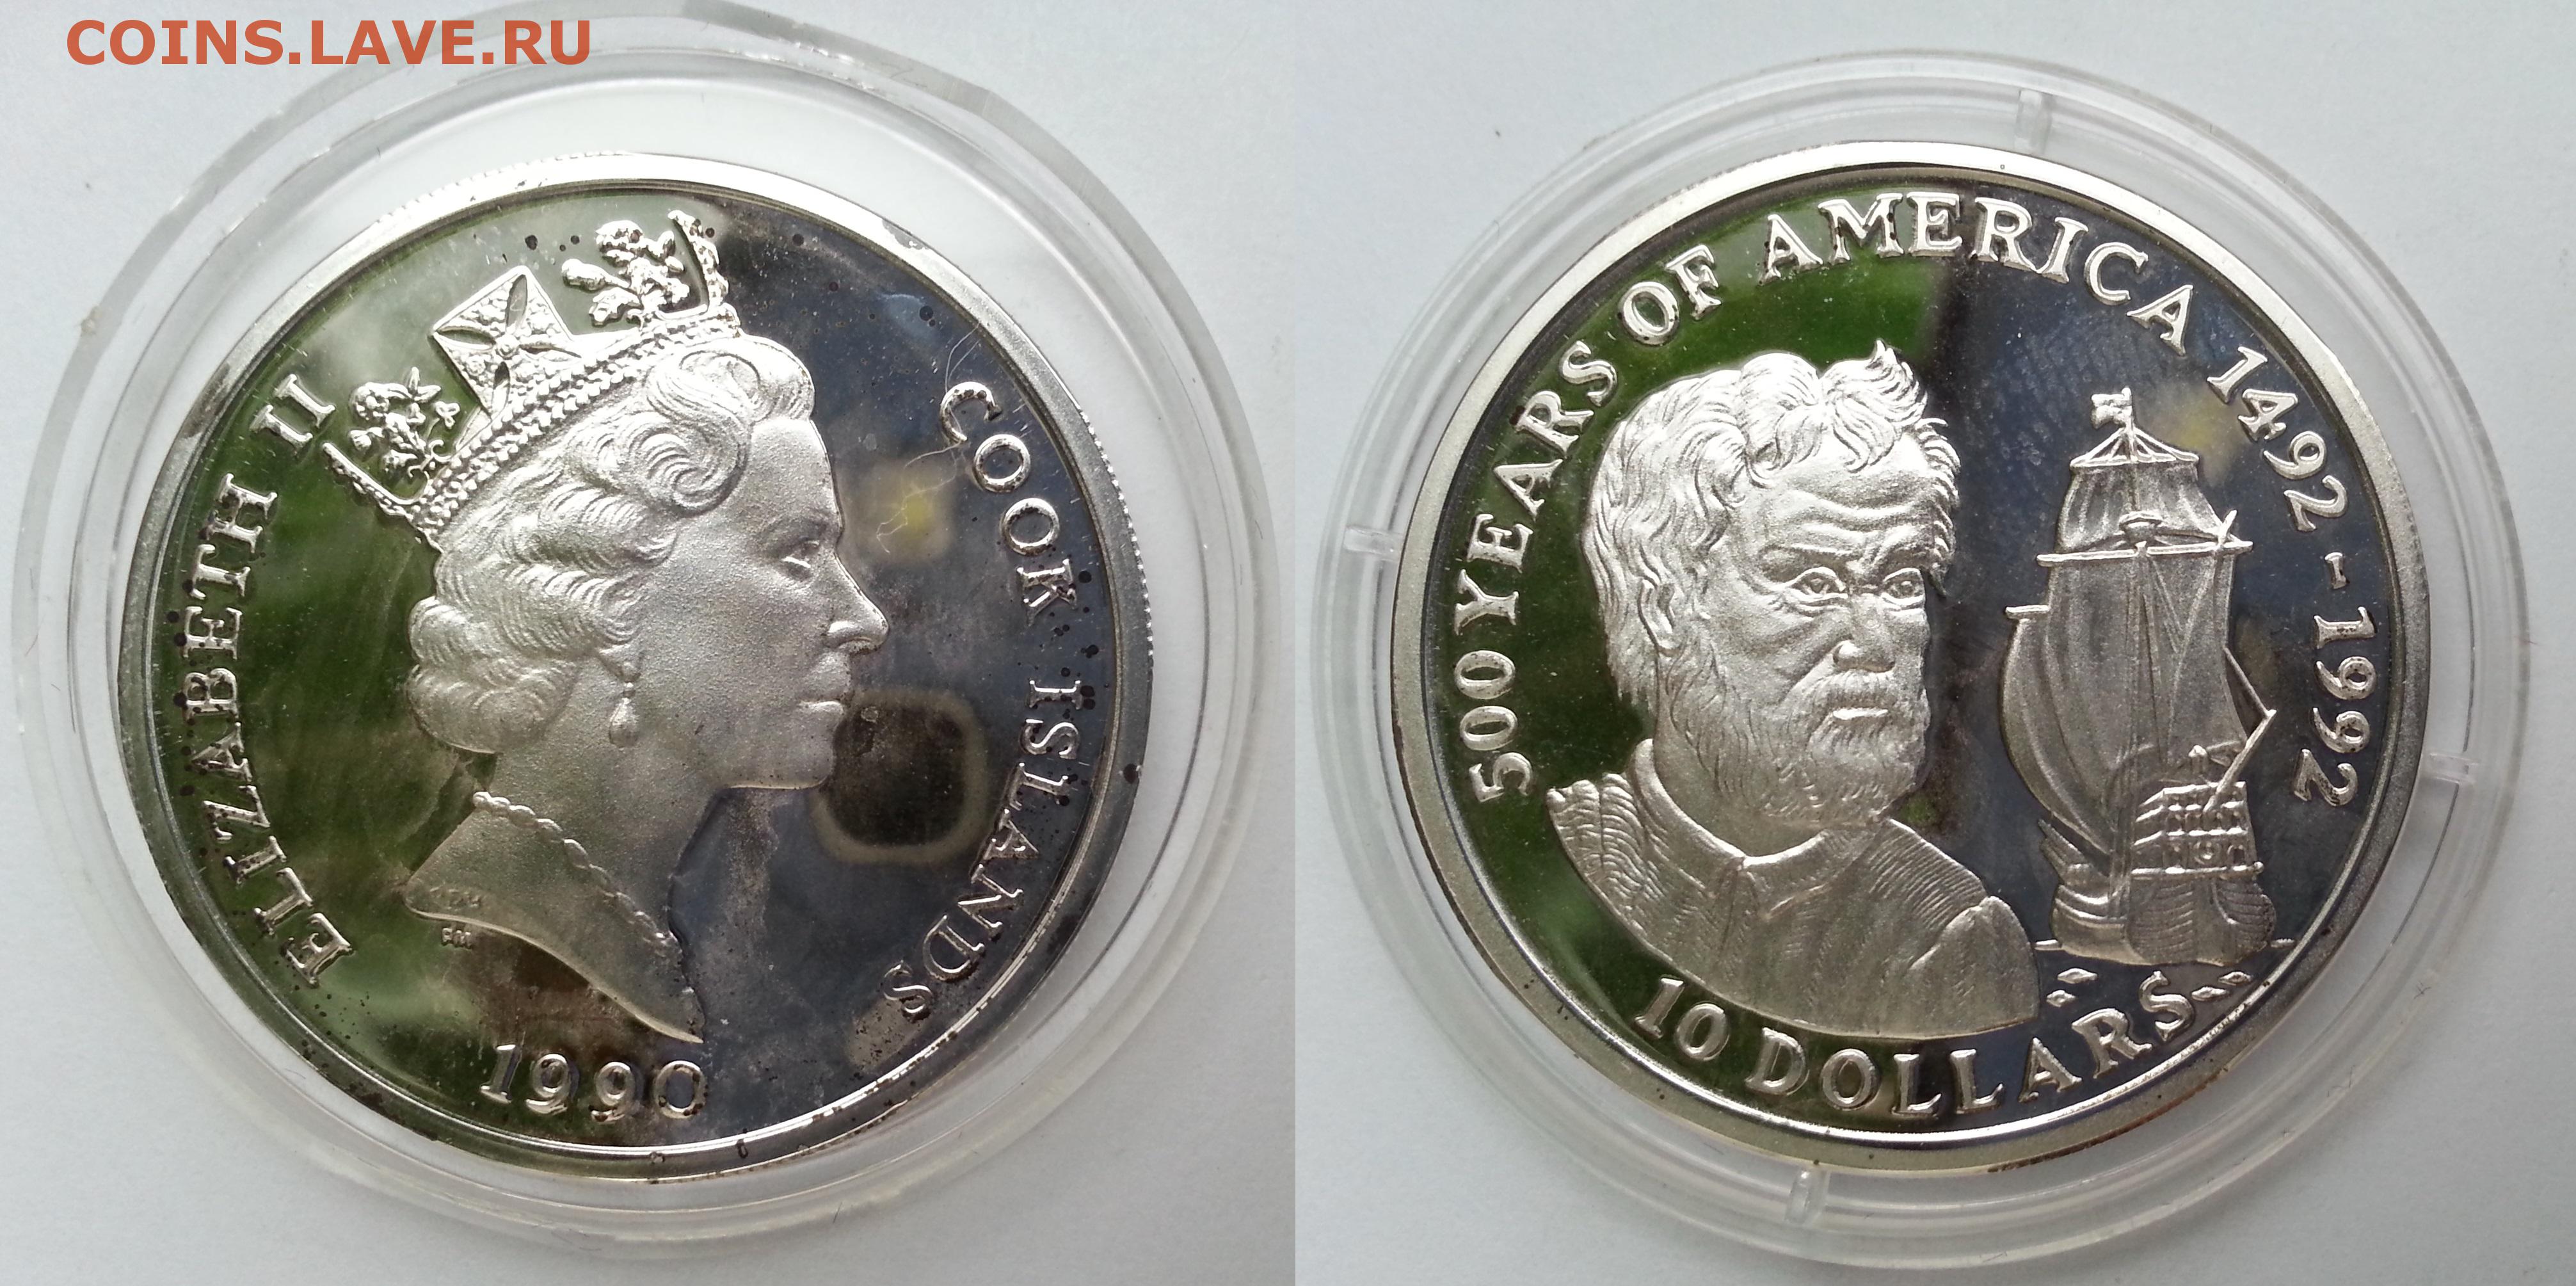 COINS.LAVE.RU
ELIZABETH II
COOK ISLANDS
1990
500 YEARS OF AMERICA 1492 - 1992
10 DOLLARS